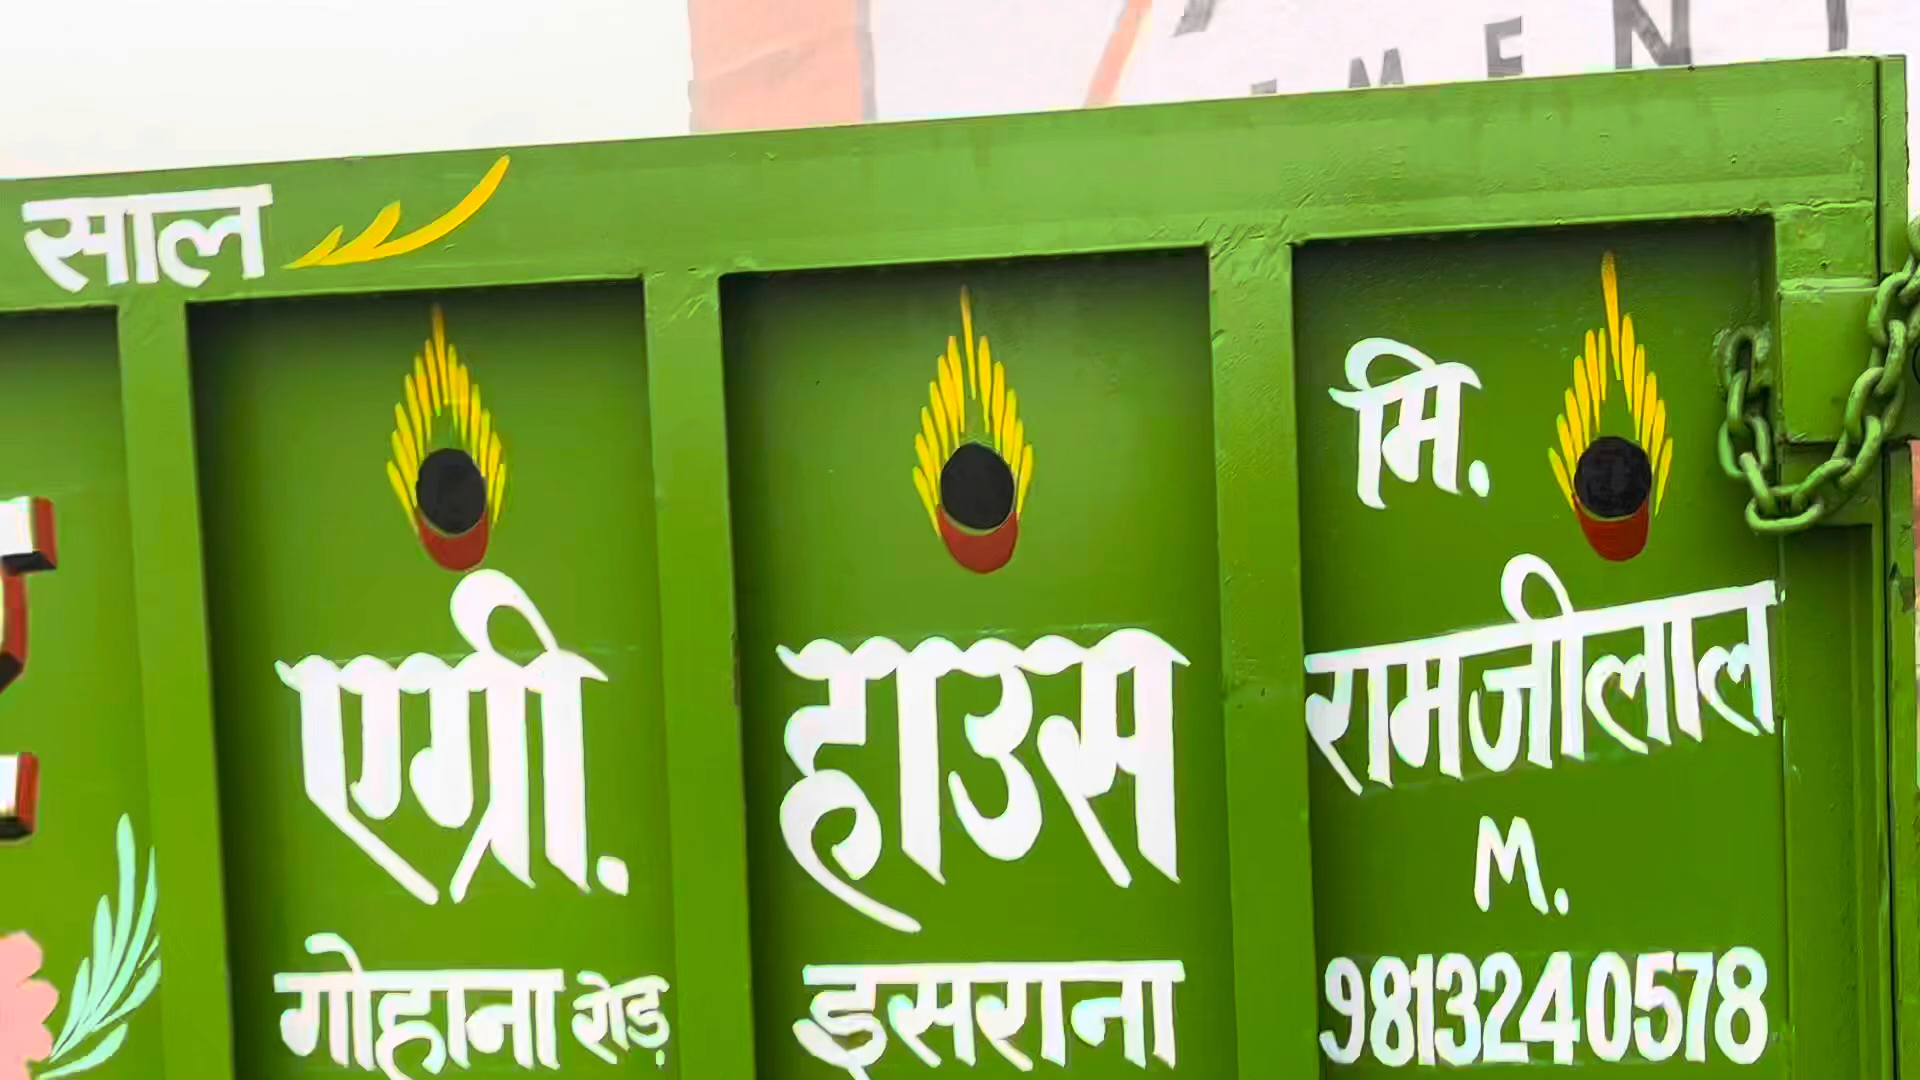 साल
मि.
एग्री. हाउस रामजीलाल
M.
गोहाना रोड़ इसराना 9813240578